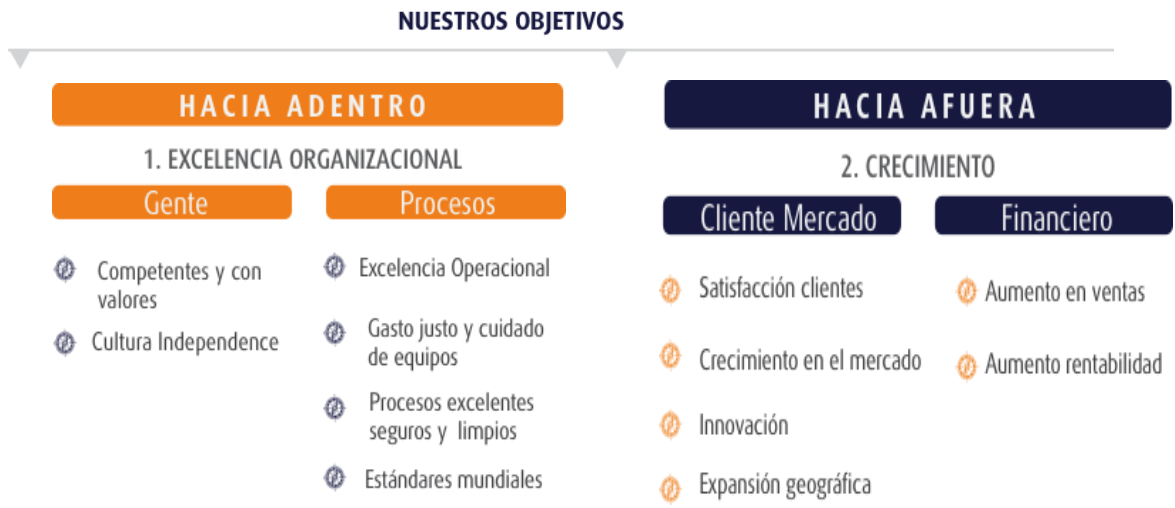 NUESTROS OBJETIVOS
HACIA ADENTRO
1. EXCELENCIA ORGANIZACIONAL
Gente
Competentes y con
valores
Cultura Independence
Procesos
Excelencia Operacional
Gasto justo y cuidado
de equipos
Procesos excelentes
seguros y limpios
Estándares mundiales
HACIA AFUERA
2. CRECIMIENTO
Cliente Mercado
Satisfacción clientes
Crecimiento en el mercado
Innovación
Expansión geográfica
Financiero
Aumento en ventas
Aumento rentabilidad